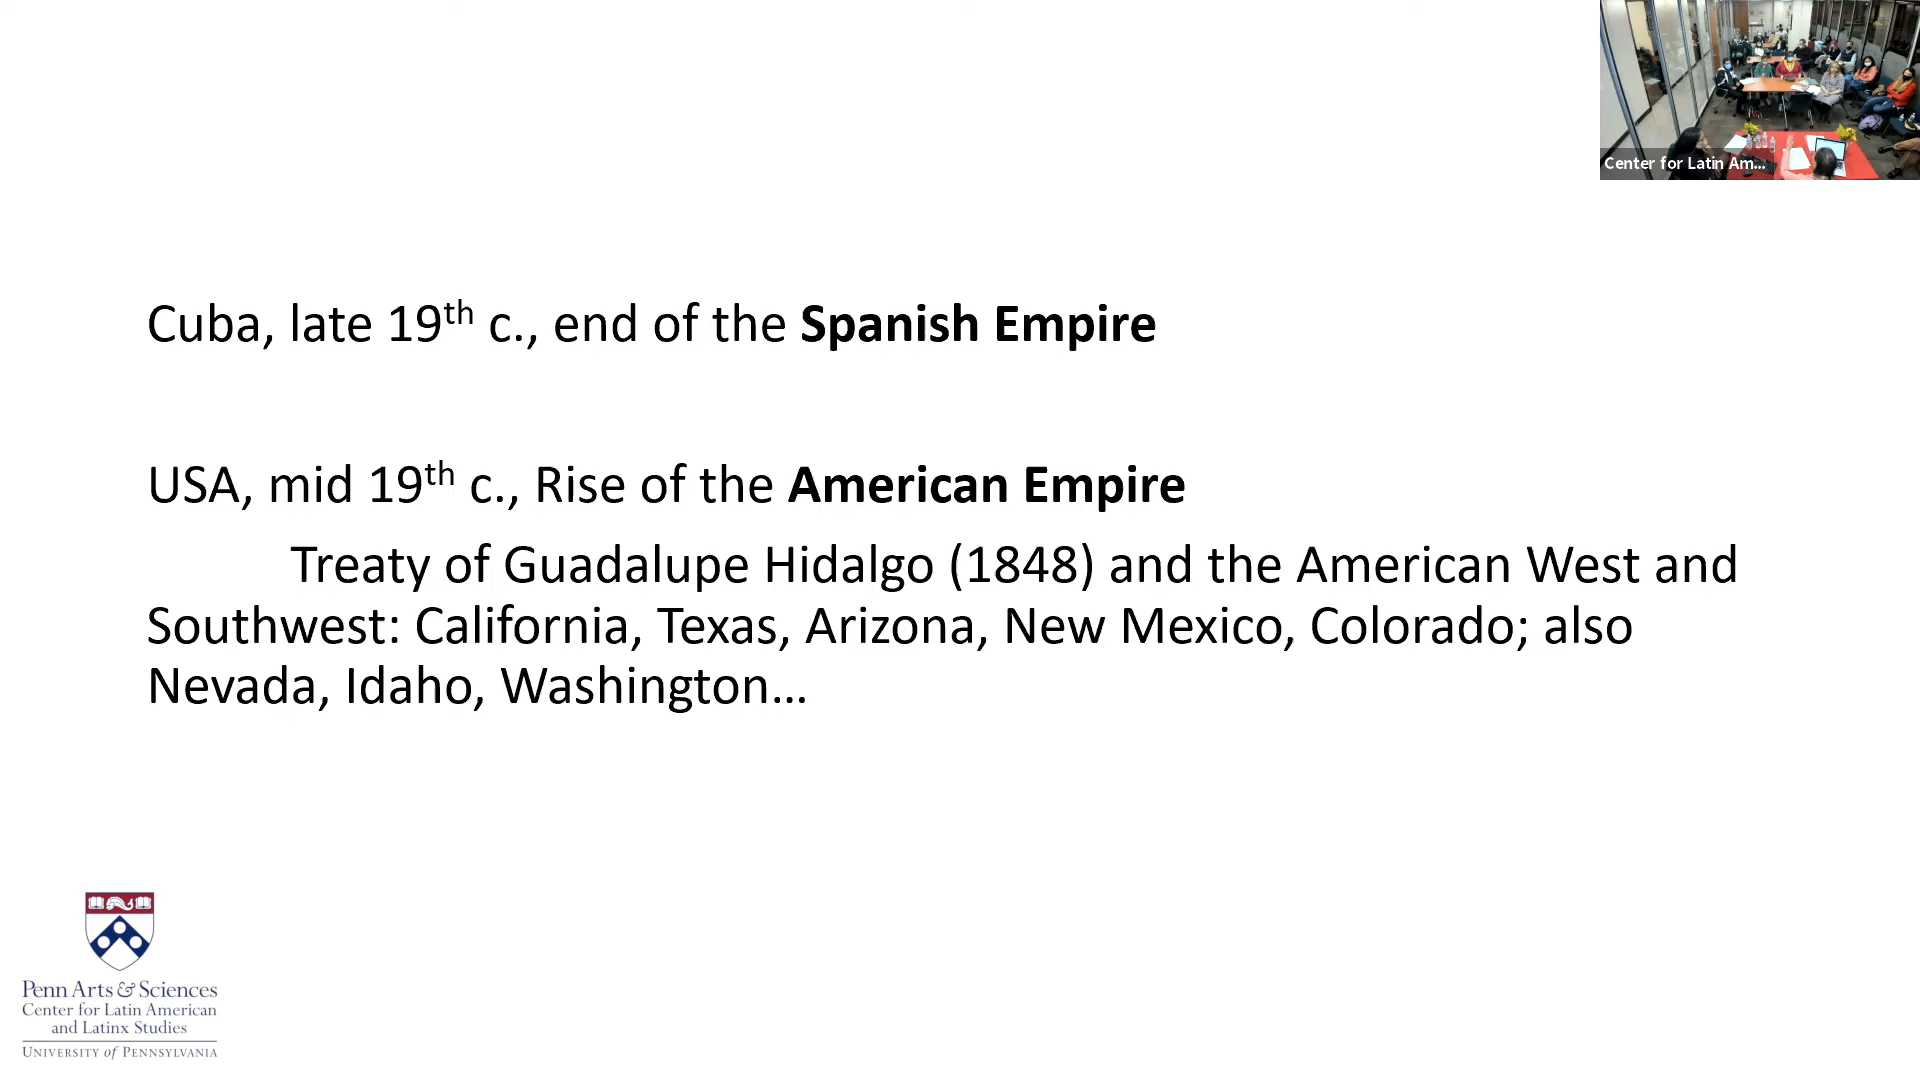 Center for Latin Am...
Cuba, late 19th c., end of the Spanish Empire
USA, mid 19th c., Rise of the American Empire
Treaty of Guadalupe Hidalgo (1848) and the American West and
Southwest: California, Texas, Arizona, New Mexico, Colorado; also
Nevada, Idaho, Washington...
Penn Arts & Sciences
Center for Latin American
and Latinx Studies
University of Pennsylvania